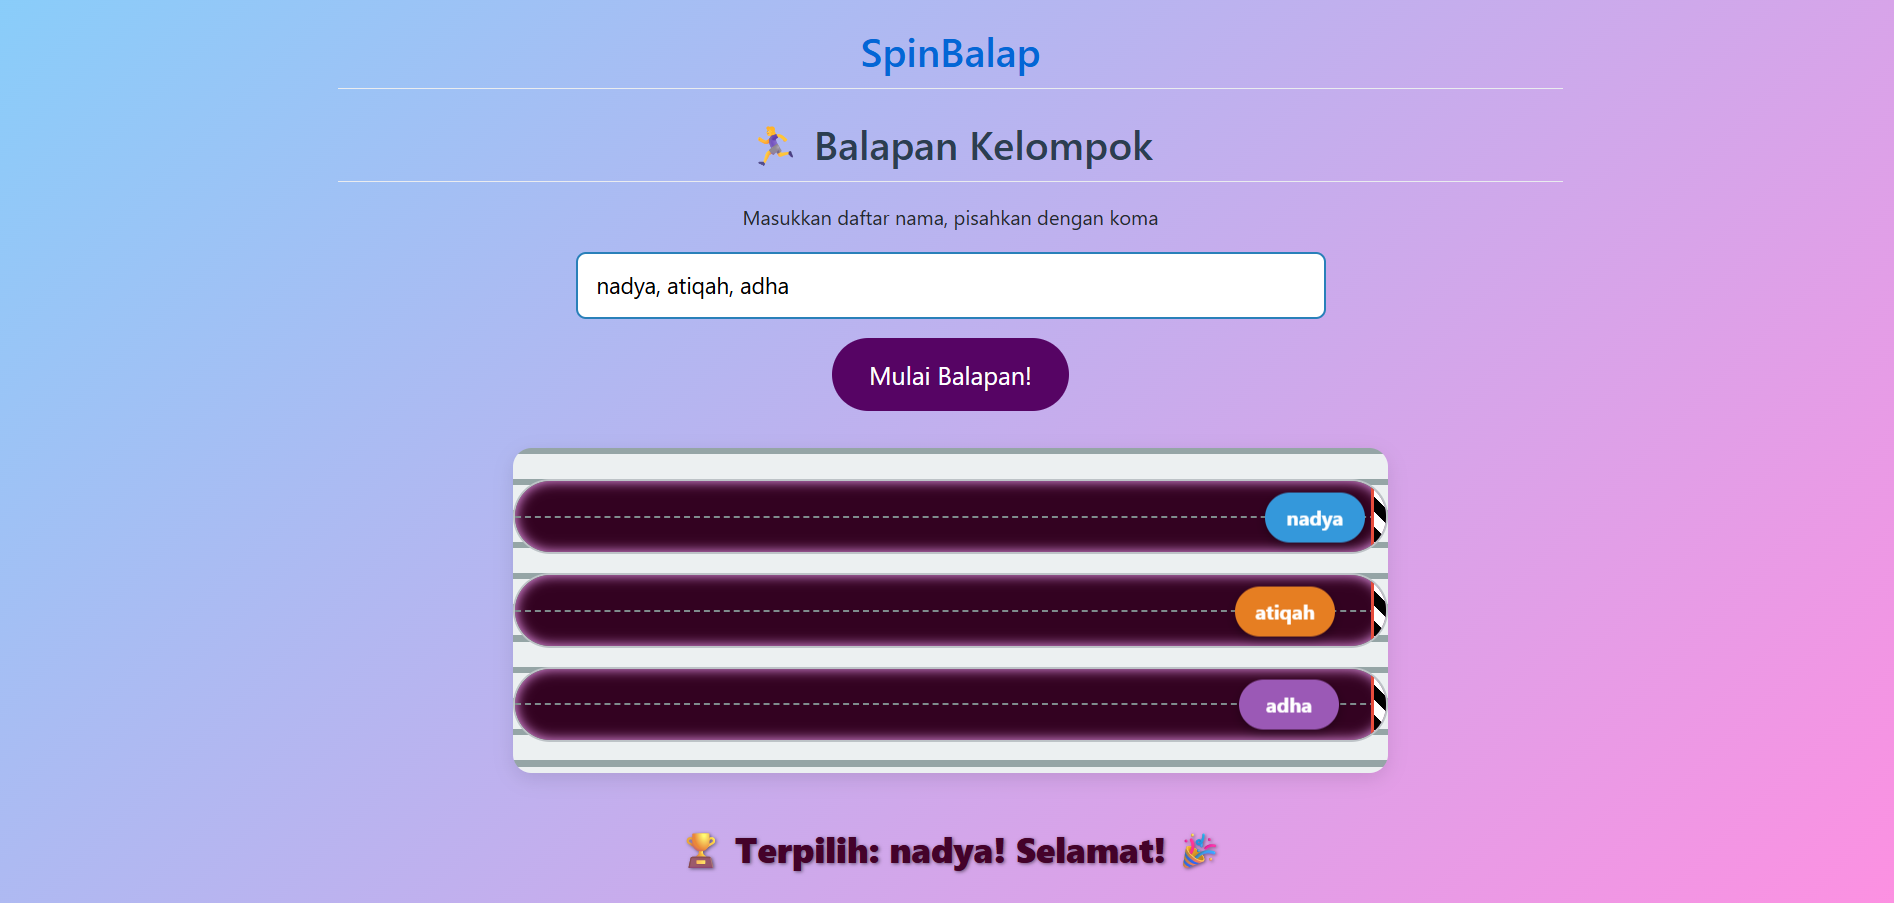 SpinBalap
🏃‍♀️ Balapan Kelompok
Masukkan daftar nama, pisahkan dengan koma
nadya, atiqah, adha
Mulai Balapan!
nadya
atiqah
adha
🏆 Terpilih: nadya! Selamat! 🎉